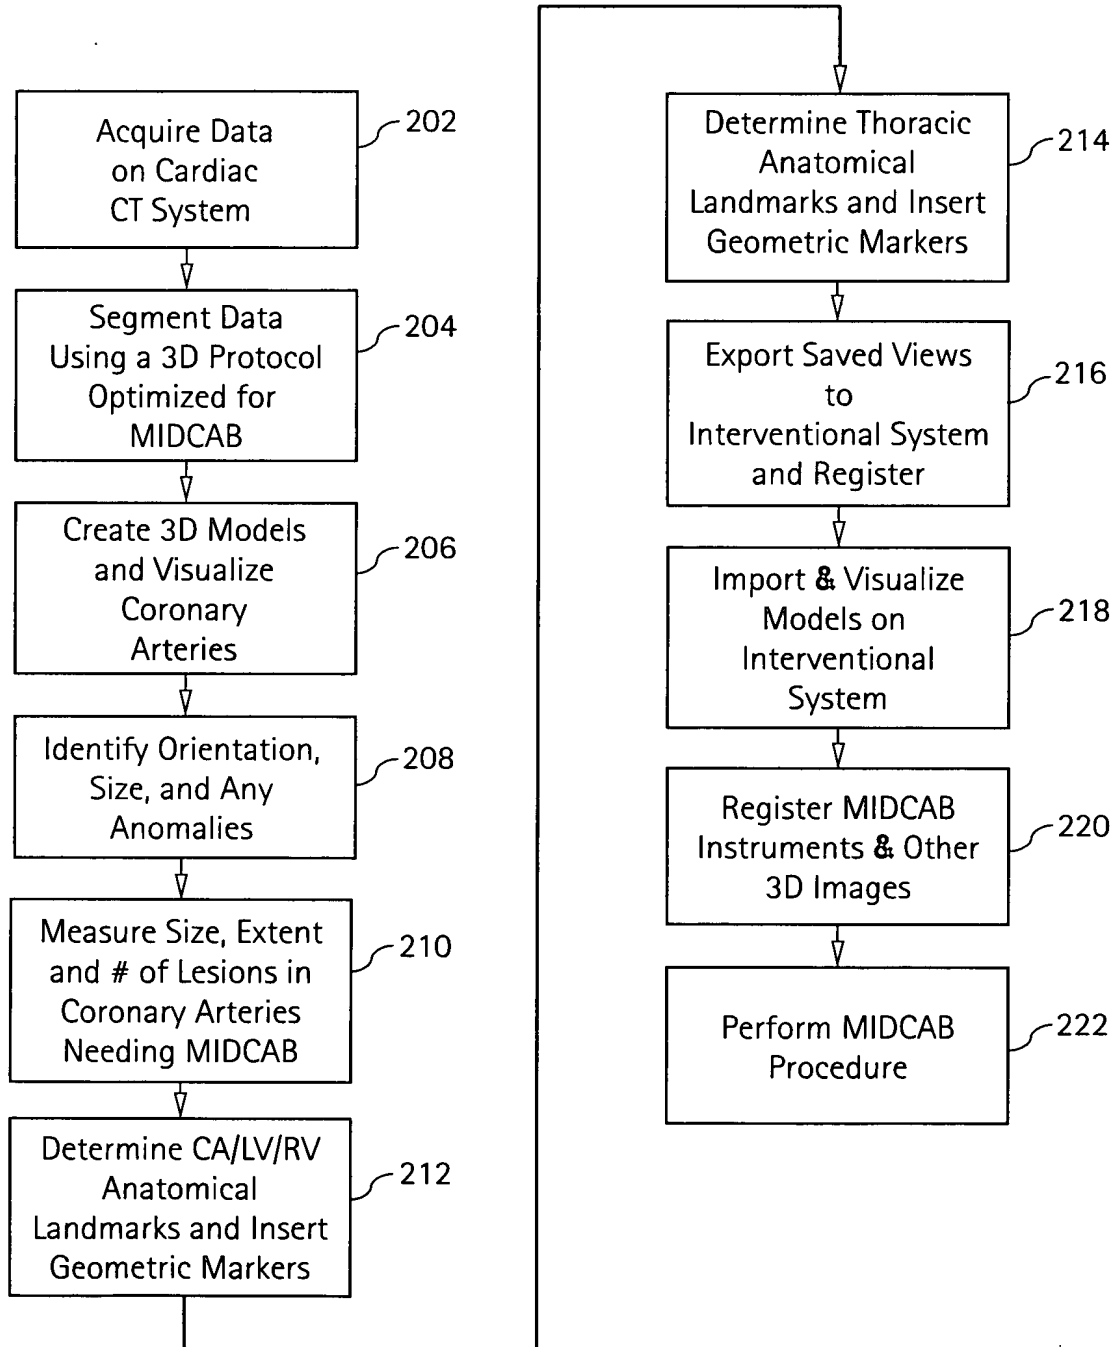 Acquire Data
on Cardiac
CT System
202
Segment Data
Using a 3D Protocol
Optimized for
MIDCAB
204
Create 3D Models
and Visualize
Coronary
Arteries
206
Identify Orientation,
Size, and Any
Anomalies
208
Measure Size, Extent
and # of Lesions in
Coronary Arteries
Needing MIDCAB
210
Determine CA/LV/RV
Anatomical
Landmarks and Insert
Geometric Markers
212
Determine Thoracic
Anatomical
Landmarks and Insert
Geometric Markers
214
Export Saved Views
to
Interventional System
and Register
216
Import & Visualize
Models on
Interventional
System
218
Register MIDCAB
Instruments & Other
3D Images
220
Perform MIDCAB
Procedure
222